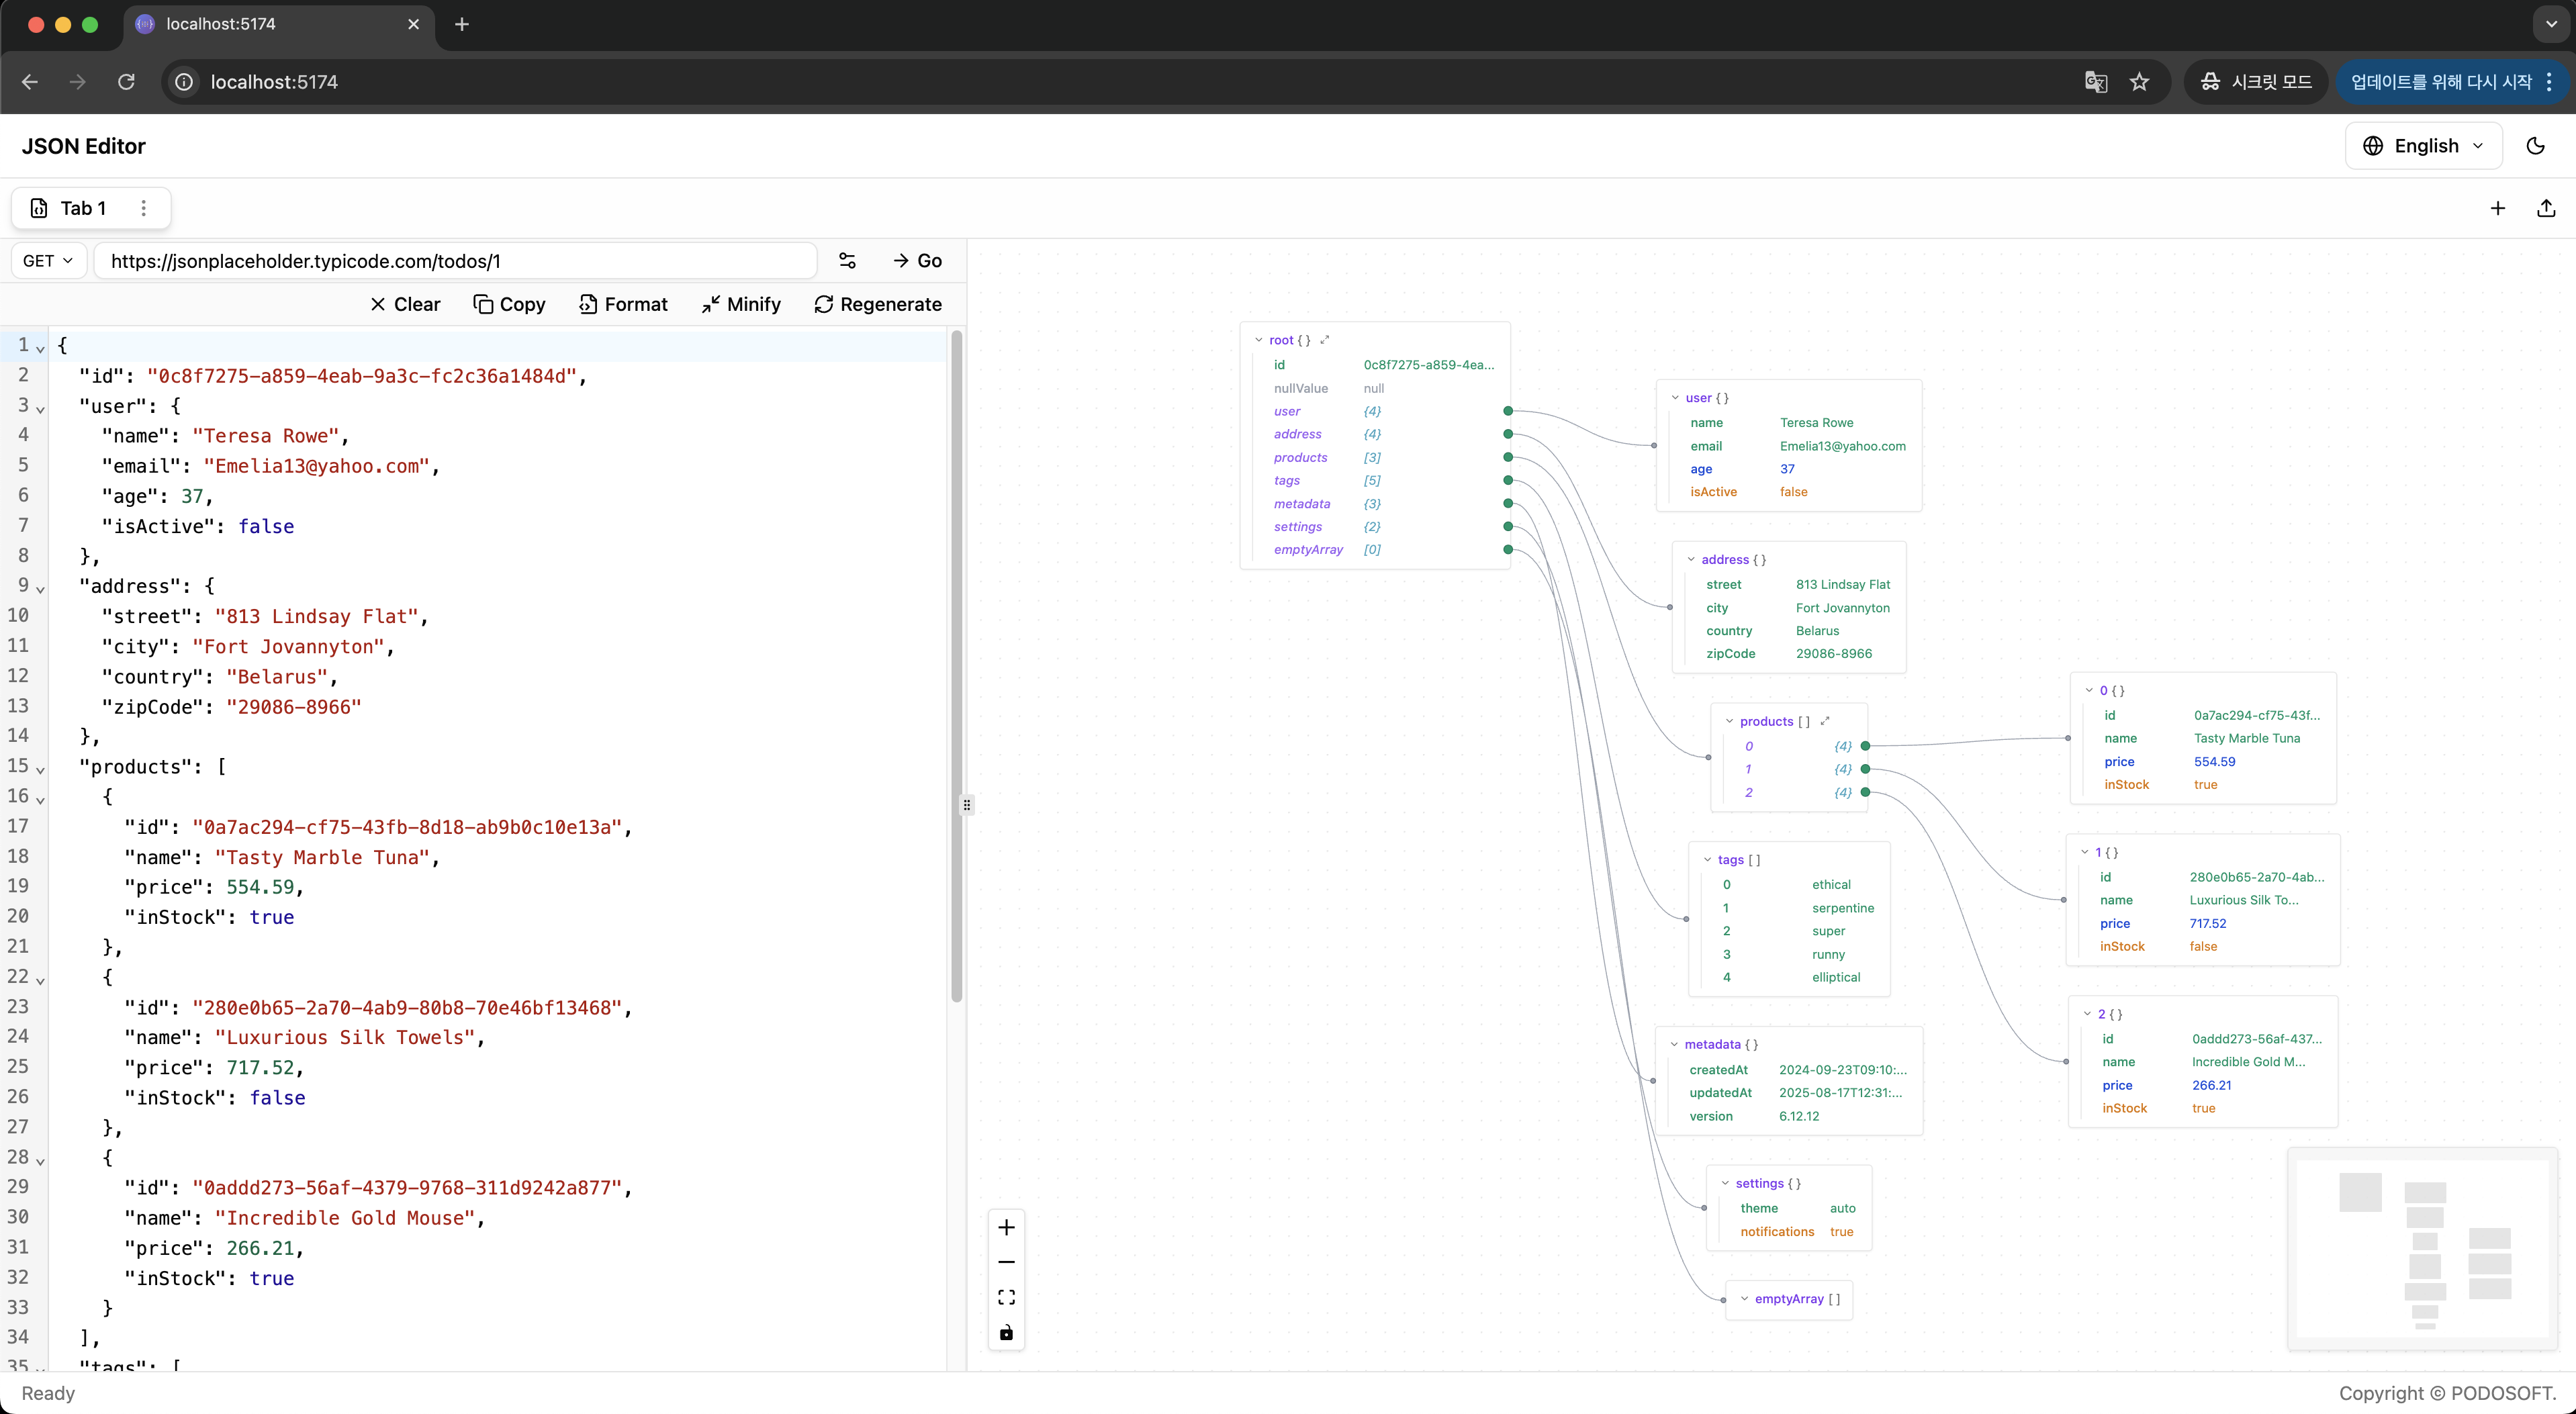 localhost:5174
localhost:5174
시크릿 모드
업데이트를 위해 다시 시작
JSON Editor
English
Tab 1
GET
https://jsonplaceholder.typicode.com/todos/1
Go
Clear
Copy
Format
Minify
Regenerate
1 {
2 "id": "0c8f7275-a859-4eab-9a3c-fc2c36a1484d",
3 "user": {
4 "name": "Teresa Rowe",
5 "email": "Emelia13@yahoo.com",
6 "age": 37,
7 "isActive": false
8 },
9 "address": {
10 "street": "813 Lindsay Flat",
11 "city": "Fort Jovannyton",
12 "country": "Belarus",
13 "zipCode": "29086-8966"
14 },
15 "products": [
16 {
17 "id": "0a7ac294-cf75-43fb-8d18-ab9b0c10e13a",
18 "name": "Tasty Marble Tuna",
19 "price": 554.59,
20 "inStock": true
21 },
22 {
23 "id": "280e0b65-2a70-4ab9-80b8-70e46bf13468",
24 "name": "Luxurious Silk Towels",
25 "price": 717.52,
26 "inStock": false
27 },
28 {
29 "id": "0addd273-56af-4379-9768-311d9242a877",
30 "name": "Incredible Gold Mouse",
31 "price": 266.21,
32 "inStock": true
33 }
34 ],
35 "tags": [
root { }
id 0c8f7275-a859-4ea...
nullValue null
user {4}
address {4}
products [3]
tags [5]
metadata {3}
settings {2}
emptyArray [0]
user { }
name Teresa Rowe
email Emelia13@yahoo.com
age 37
isActive false
address { }
street 813 Lindsay Flat
city Fort Jovannyton
country Belarus
zipCode 29086-8966
products [ ]
0 {4}
1 {4}
2 {4}
tags [ ]
0 ethical
1 serpentine
2 super
3 runny
4 elliptical
metadata { }
createdAt 2024-09-23T09:10:...
updatedAt 2025-08-17T12:31:...
version 6.12.12
settings { }
theme auto
notifications true
emptyArray [ ]
0 { }
id 0a7ac294-cf75-43f...
name Tasty Marble Tuna
price 554.59
inStock true
1 { }
id 280e0b65-2a70-4ab...
name Luxurious Silk To...
price 717.52
inStock false
2 { }
id 0addd273-56af-437...
name Incredible Gold M...
price 266.21
inStock true
Ready
Copyright © PODOSOFT.